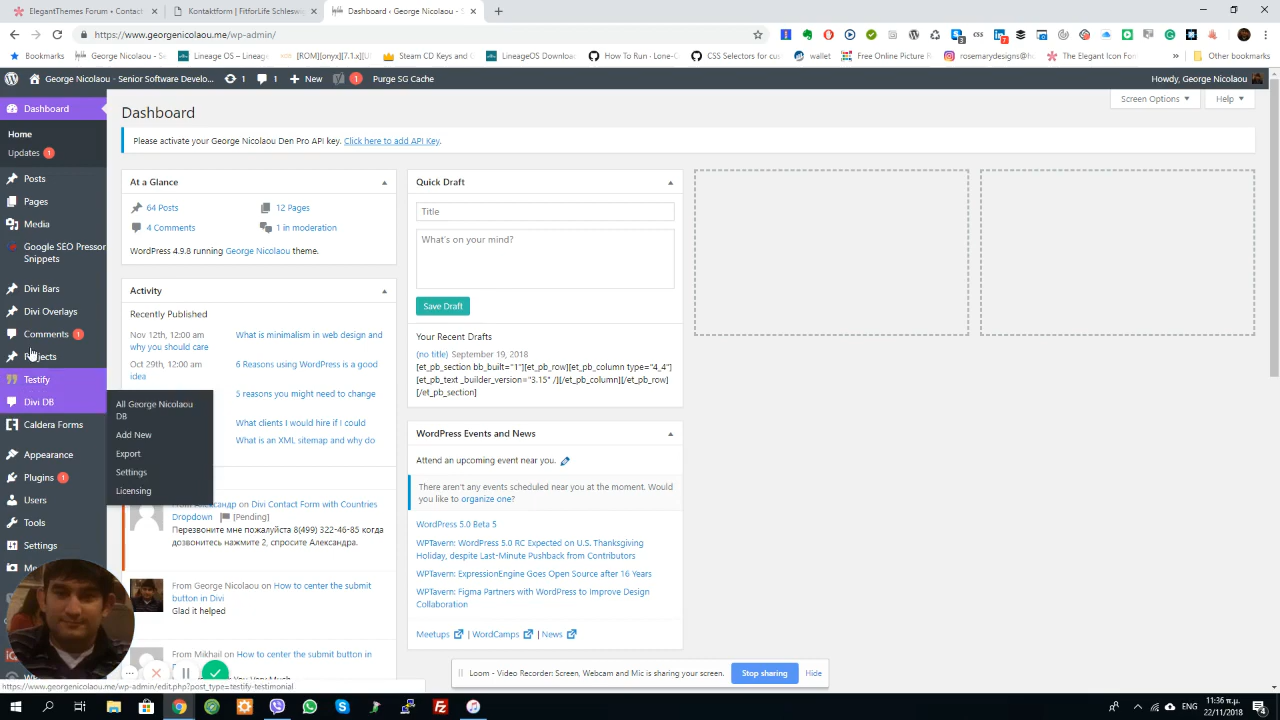 ElegantThemes Forum - Contact
Kontaktform | FitforLife Schlesw
Dashboard ‹ George Nicolaou - Se
https://www.georgenicolaou.me/wp-admin/
Bookmarks
George Nicolaou - Se
Lineage OS – Lineag
[ROM][onyx][7.1.x][U
Steam CD Keys and C
LineageOS Downloa
How To Run - Lone-C
CSS Selectors for cu
wallet
Free Online Picture R
rosemarydesigns@ho
The Elegant Icon Fon
»
Other bookmarks
George Nicolaou - Senior Software Develo...
1
1
New
1
Purge SG Cache
Howdy, George Nicolaou
Dashboard
Home
Updates 1
Posts
Pages
Media
Google SEO Pressor
Snippets
Divi Bars
Divi Overlays
Comments 1
Projects
Testify
Divi DB
Caldera Forms
Appearance
Plugins 1
Users
Tools
Settings
All George Nicolaou
DB
Add New
Export
Settings
Licensing
Dashboard
Screen Options
Help
Please activate your George Nicolaou Den Pro API key. Click here to add API Key.
At a Glance
64 Posts
12 Pages
4 Comments
1 in moderation
WordPress 4.9.8 running George Nicolaou theme.
Activity
Recently Published
Nov 12th, 12:00 am What is minimalism in web design and
why you should care
Oct 29th, 12:00 am 6 Reasons using WordPress is a good
idea
5 reasons you might need to change
What clients I would hire if I could
What is an XML sitemap and why do
on Divi Contact Form with Countries
Dropdown [Pending]
Перезвоните мне пожалуйста 8(499) 322-46-85 когда
дозвонитесь нажмите 2, спросите Александра.
From George Nicolaou on How to center the submit
button in Divi
Glad it helped
From Mikhail on How to center the submit button in
Quick Draft
Title
What's on your mind?
Save Draft
Your Recent Drafts
(no title) September 19, 2018
[et_pb_section bb_built="1"][et_pb_row][et_pb_column type="4_4"]
[et_pb_text _builder_version="3.15" /][/et_pb_column][/et_pb_row]
[/et_pb_section]
WordPress Events and News
Attend an upcoming event near you.
There aren't any events scheduled near you at the moment. Would
you like to organize one?
WordPress 5.0 Beta 5
WPTavern: WordPress 5.0 RC Expected on U.S. Thanksgiving
Holiday, despite Last-Minute Pushback from Contributors
WPTavern: ExpressionEngine Goes Open Source after 16 Years
WPTavern: Figma Partners with WordPress to Improve Design
Collaboration
Meetups | WordCamps | News
Loom - Video Recorder: Screen, Webcam and Mic is sharing your screen.
Stop sharing
Hide
https://www.georgenicolaou.me/wp-admin/edit.php?post_type=testify-testimonial
ENG
11:36 π.μ.
22/11/2018
4